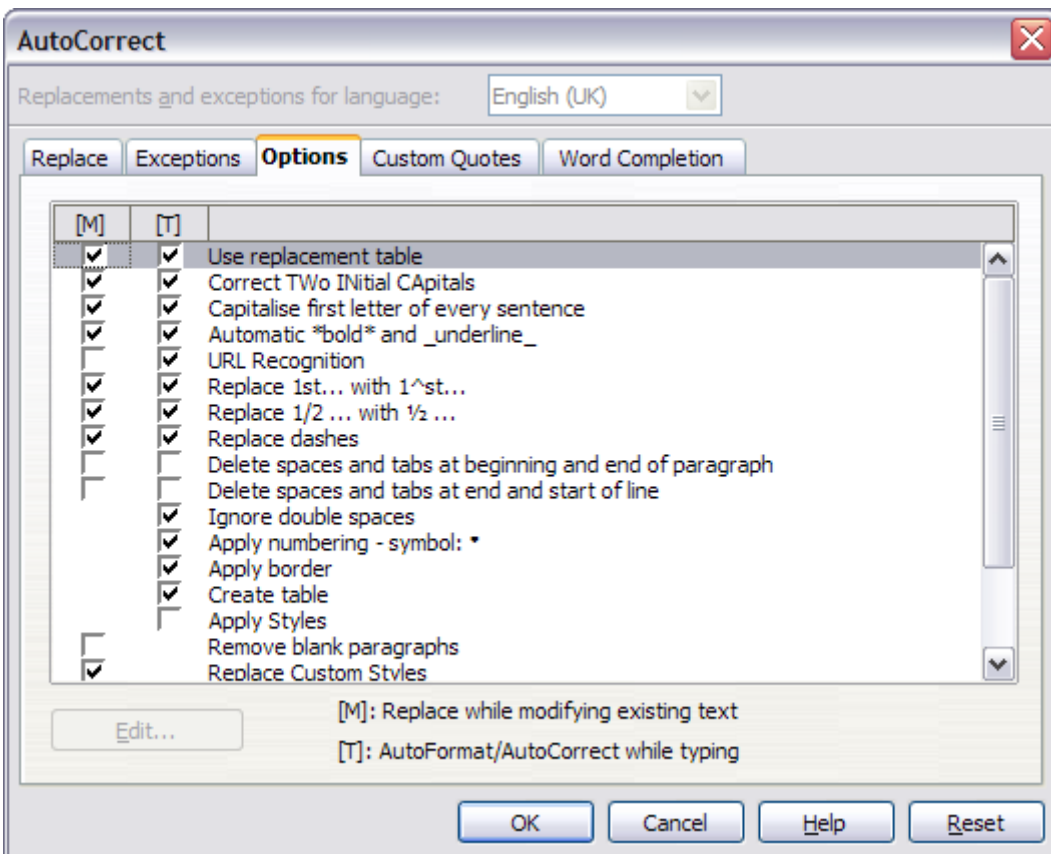 AutoCorrect
Replacements and exceptions for language: English (UK)
Replace Exceptions Options Custom Quotes Word Completion
[M] [T]
Use replacement table
Correct TWo INitial CApitals
Capitalise first letter of every sentence
Automatic *bold* and _underline_
URL Recognition
Replace 1st... with 1^st...
Replace 1/2 ... with ½ ...
Replace dashes
Delete spaces and tabs at beginning and end of paragraph
Delete spaces and tabs at end and start of line
Ignore double spaces
Apply numbering - symbol: •
Apply border
Create table
Apply Styles
Remove blank paragraphs
Replace Custom Styles
Edit...
[M]: Replace while modifying existing text
[T]: AutoFormat/AutoCorrect while typing
OK Cancel Help Reset